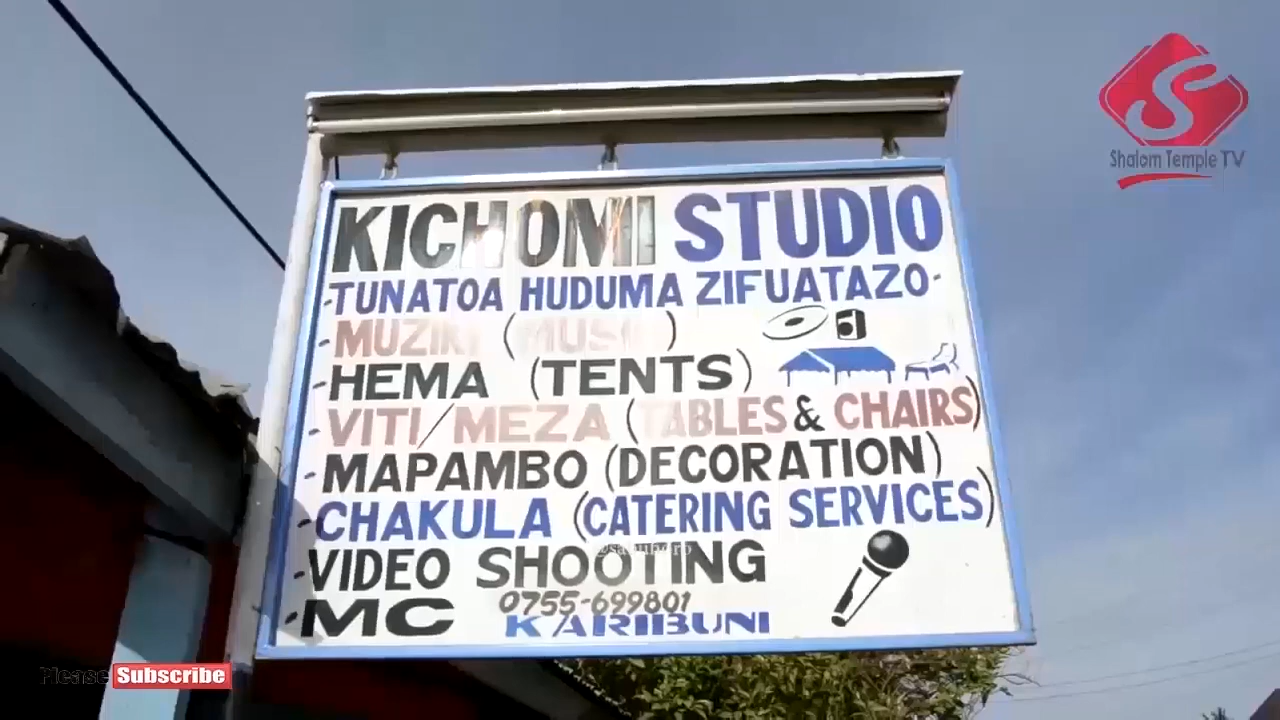 Shalom Temple TV
KICHOMI STUDIO
-TUNATOA HUDUMA ZIFUATAZO-
-MUZIKI (MUSIC)
-HEMA (TENTS)
-VITI/MEZA (TABLES & CHAIRS)
-MAPAMBO (DECORATION)
-CHAKULA (CATERING SERVICES)
-VIDEO SHOOTING
-MC 0755-699801
KARIBUNI
Please Subscribe